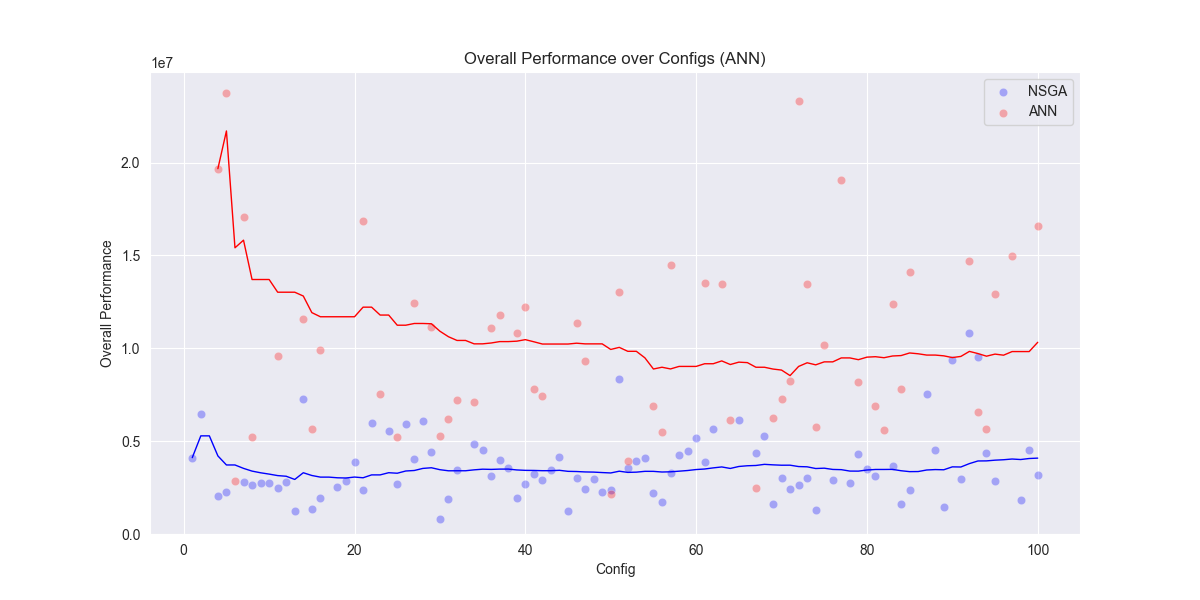 Overall Performance over Configs (ANN)
1e7
NSGA
ANN
2.0
1.5
1.0
0.5
0.0
Overall Performance
0 20 40 60 80 100
Config